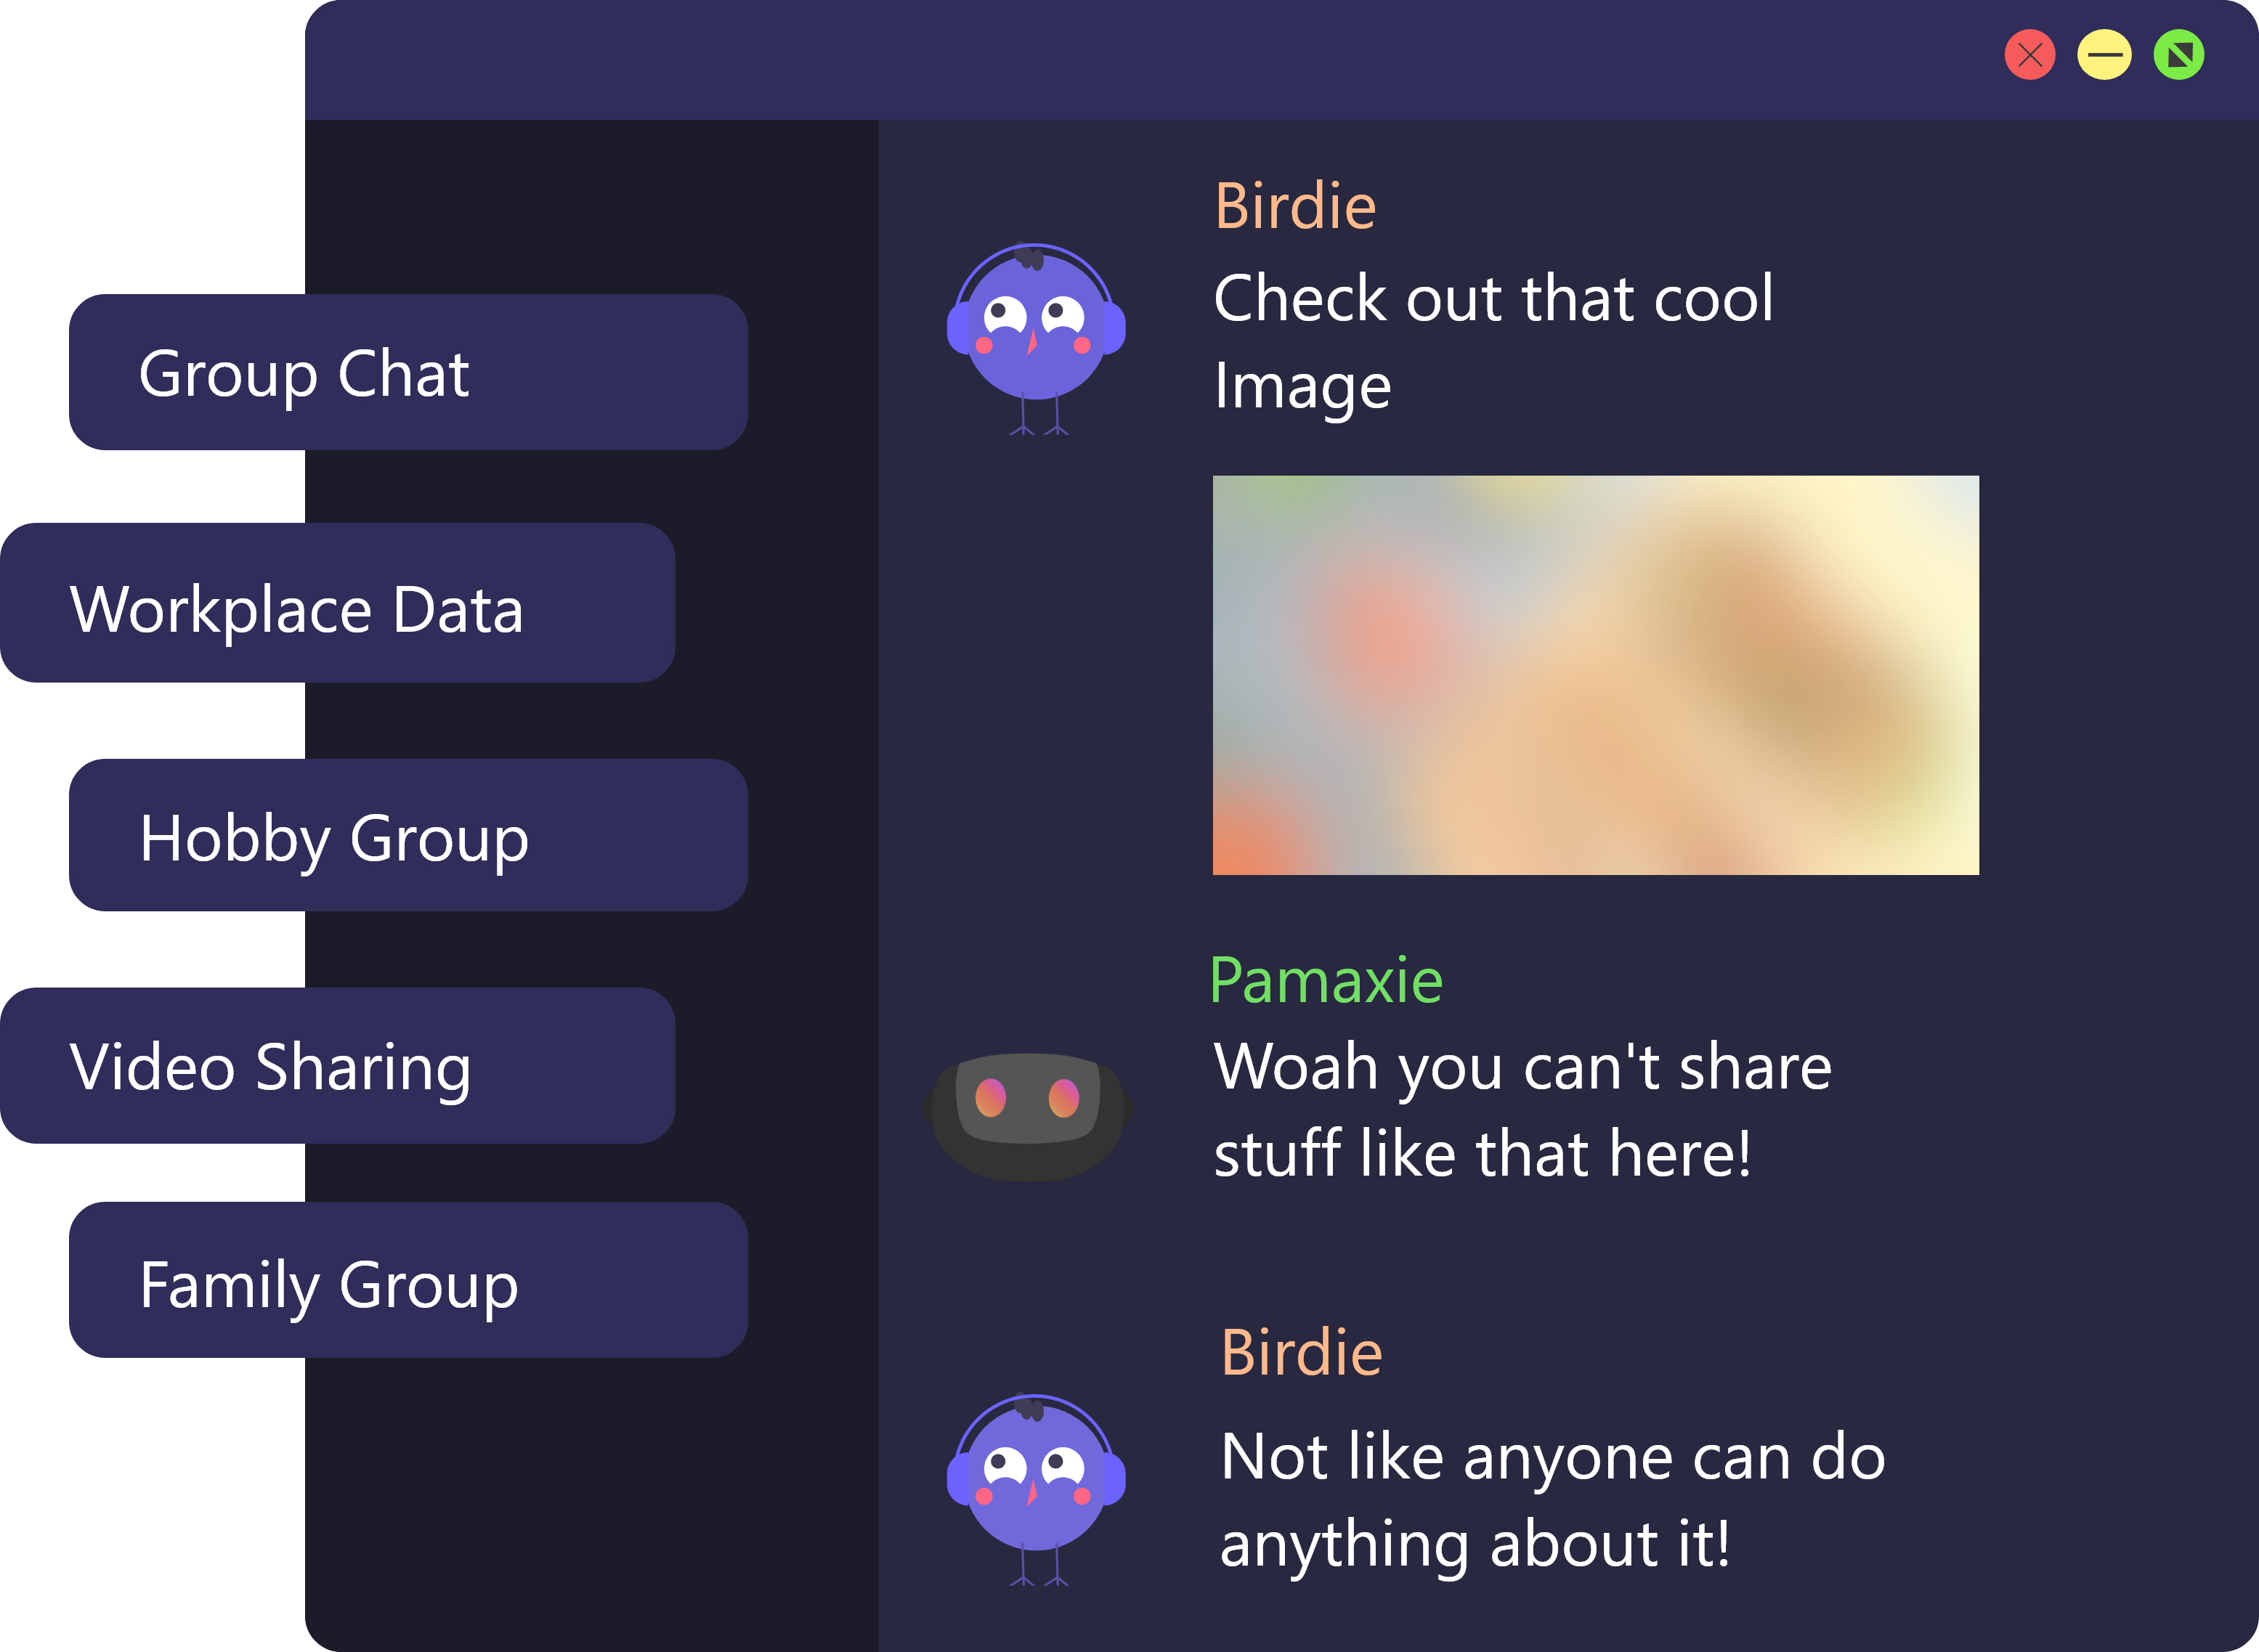 Group Chat
Workplace Data
Hobby Group
Video Sharing
Family Group
Birdie
Check out that cool
Image
Pamaxie
Woah you can't share
stuff like that here!
Birdie
Not like anyone can do
anything about it!